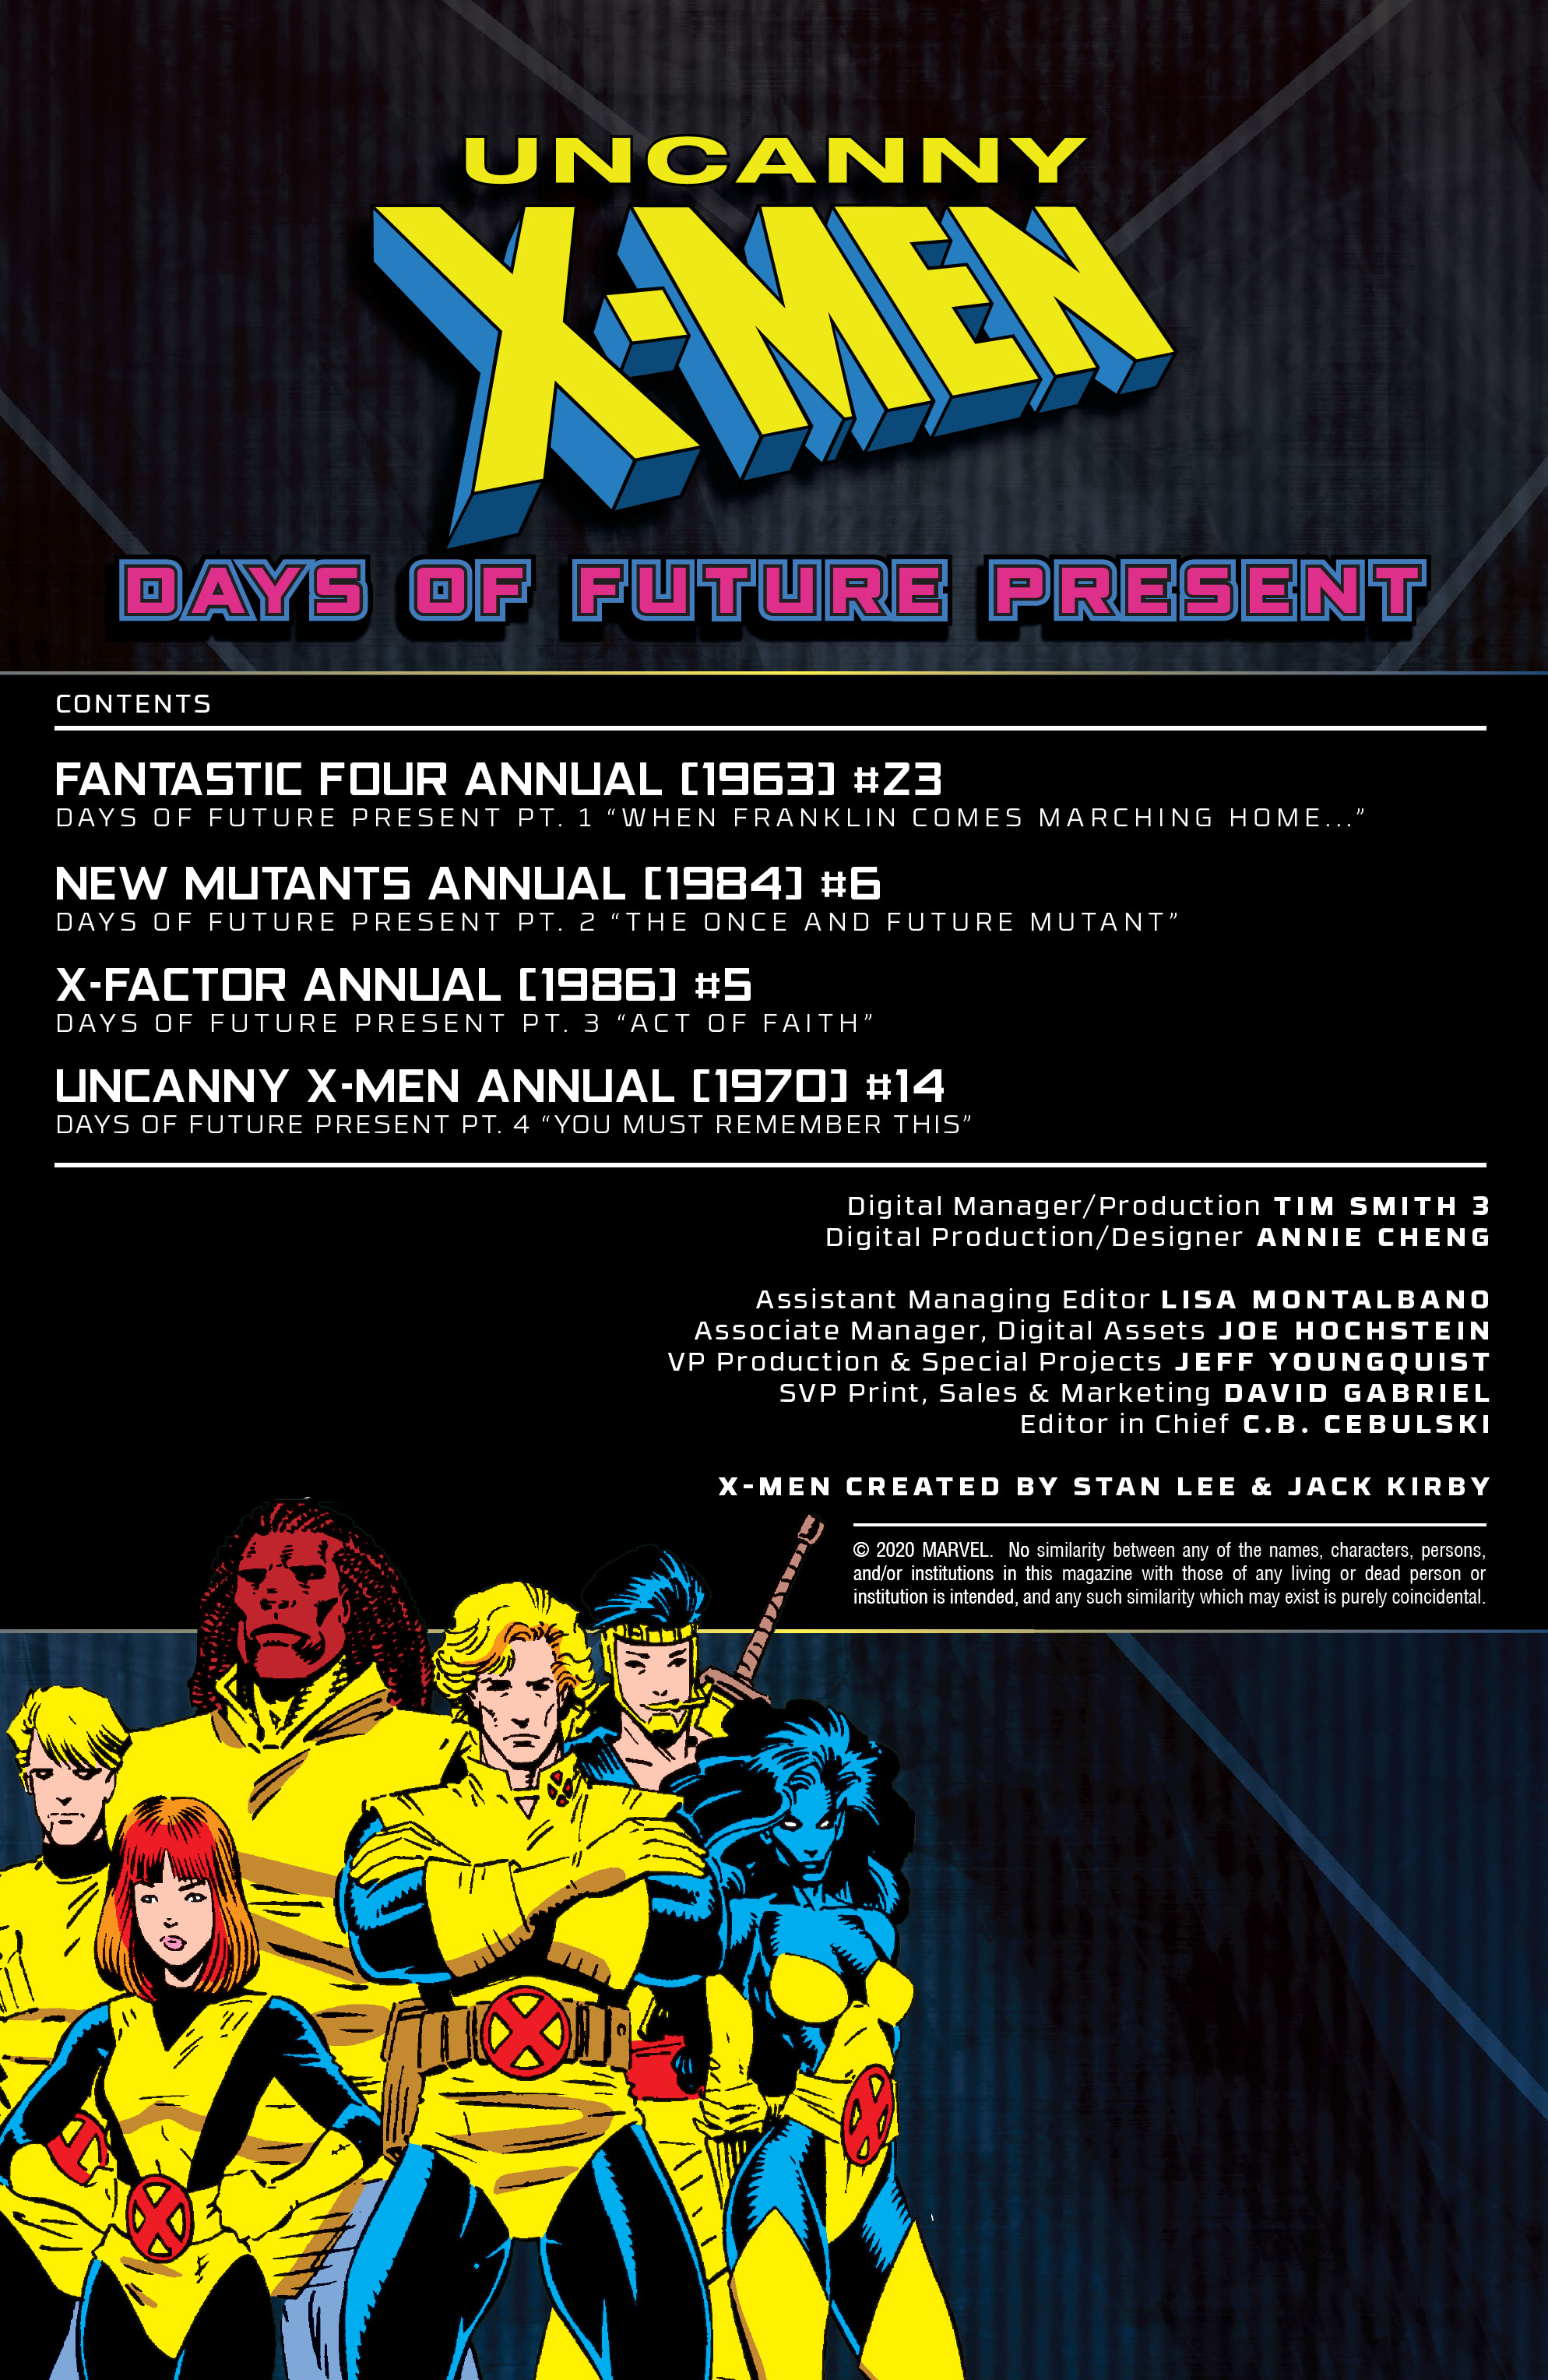 UNCANNY
X-MEN
DAYS OF FUTURE PRESENT
CONTENTS
FANTASTIC FOUR ANNUAL [1963] #23
DAYS OF FUTURE PRESENT PT. 1 “WHEN FRANKLIN COMES MARCHING HOME...”
NEW MUTANTS ANNUAL [1984] #6
DAYS OF FUTURE PRESENT PT. 2 “THE ONCE AND FUTURE MUTANT”
X-FACTOR ANNUAL [1986] #5
DAYS OF FUTURE PRESENT PT. 3 “ACT OF FAITH”
UNCANNY X-MEN ANNUAL [1970] #14
DAYS OF FUTURE PRESENT PT. 4 “YOU MUST REMEMBER THIS”
Digital Manager/Production TIM SMITH 3
Digital Production/Designer ANNIE CHENG
Assistant Managing Editor LISA MONTALBANO
Associate Manager, Digital Assets JOE HOCHSTEIN
VP Production & Special Projects JEFF YOUNGQUIST
SVP Print, Sales & Marketing DAVID GABRIEL
Editor in Chief C.B. CEBULSKI
X-MEN CREATED BY STAN LEE & JACK KIRBY
© 2020 MARVEL. No similarity between any of the names, characters, persons,
and/or institutions in this magazine with those of any living or dead person or
institution is intended, and any such similarity which may exist is purely coincidental.